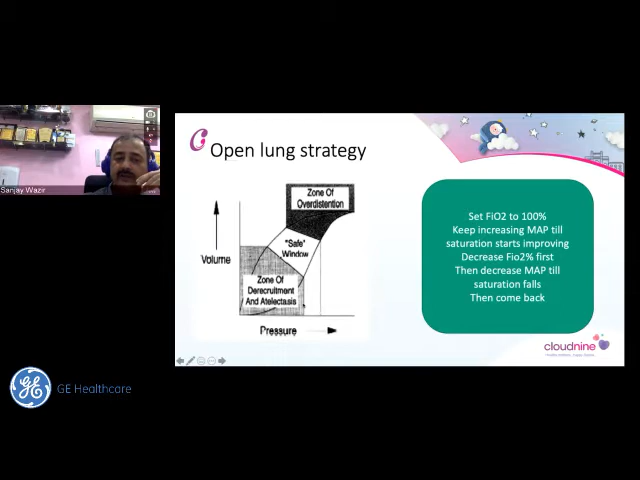 Sanjay Wazir
Open lung strategy
Zone Of
Overdistention
"Safe"
Window
Volume
Zone Of
Derecruitment
And Atelectasis
Pressure
Set FiO2 to 100%
Keep increasing MAP till
saturation starts improving
Decrease Fio2% first
Then decrease MAP till
saturation falls
Then come back
cloudnine
GE Healthcare